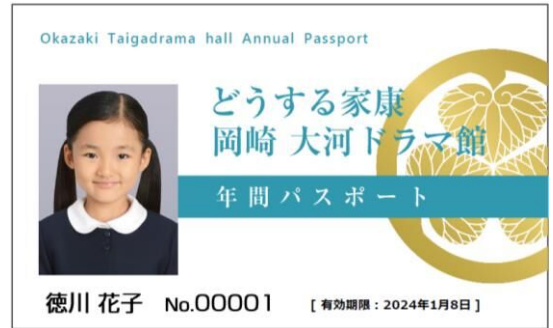 Okazaki Taigadrama hall Annual Passport
どうする家康
岡崎 大河ドラマ館
年間パスポート
徳川 花子 No.00001 [ 有効期限：2024年1月8日 ]